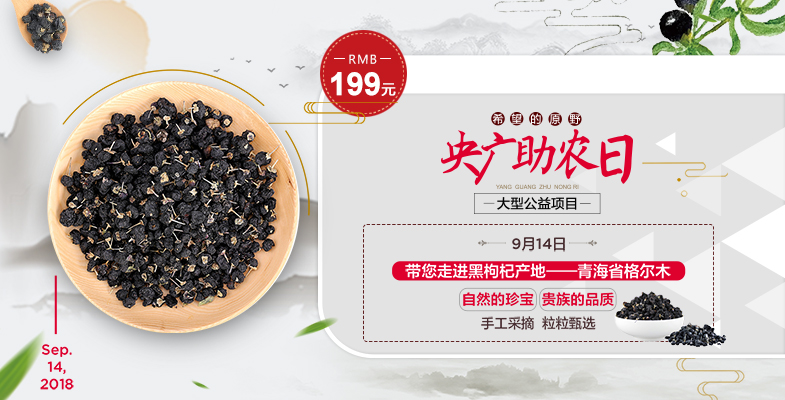 RMB
199元
希望的原野
央广助农日
YANG GUANG ZHU NONG RI
大型公益项目
9月14日
带您走进黑枸杞产地——青海省格尔木
自然的珍宝 贵族的品质
手工采摘 粒粒甄选
Sep.
14,
2018